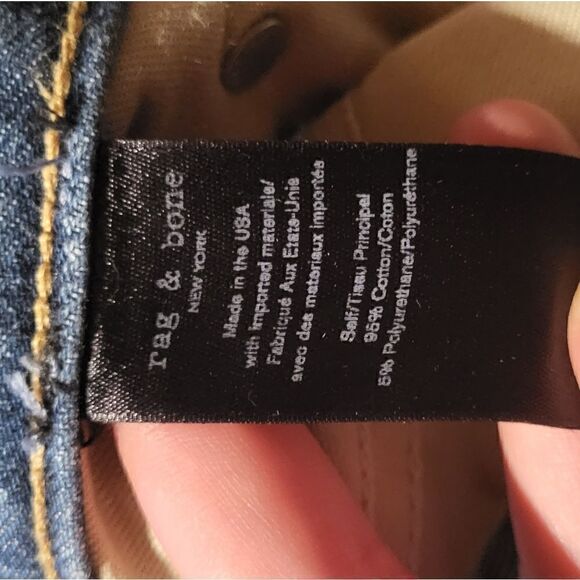 rag & bone
NEW YORK
Made in the USA
with imported materials/
Fabriqué Aux Etats-Unis
avec des materiaux importés
Self/Tissu Principal
95% Cotton/Coton
5% Polyurethane/Polyuréthane